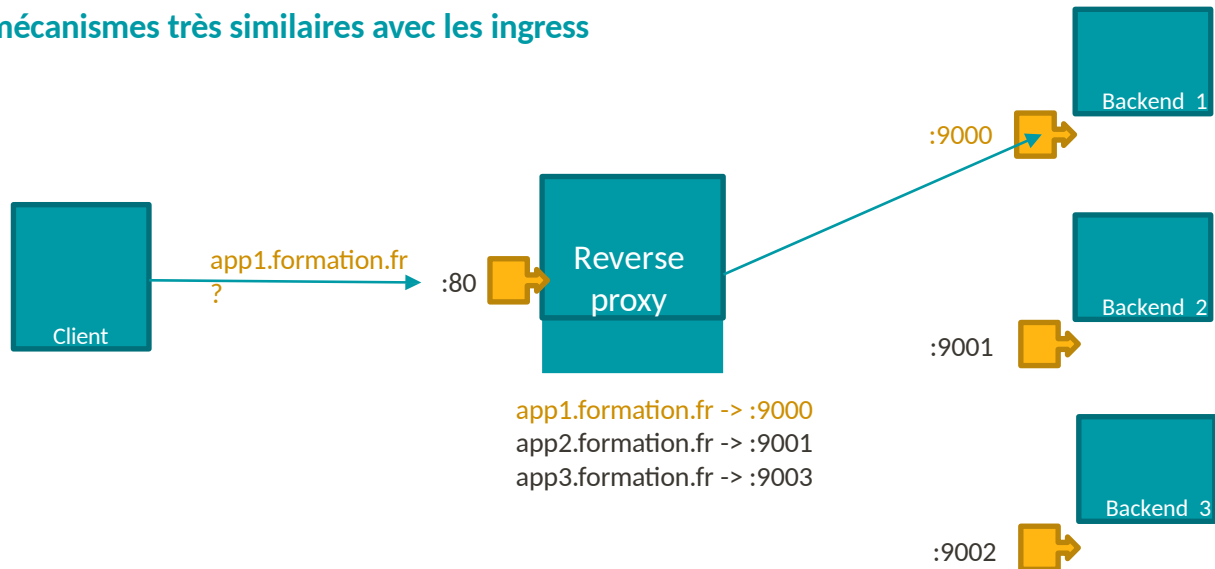 mécanismes très similaires avec les ingress
Backend 1
:9000
app1.formation.fr
?
:80
Reverse
proxy
Client
Backend 2
:9001
app1.formation.fr -> :9000
app2.formation.fr -> :9001
app3.formation.fr -> :9003
Backend 3
:9002